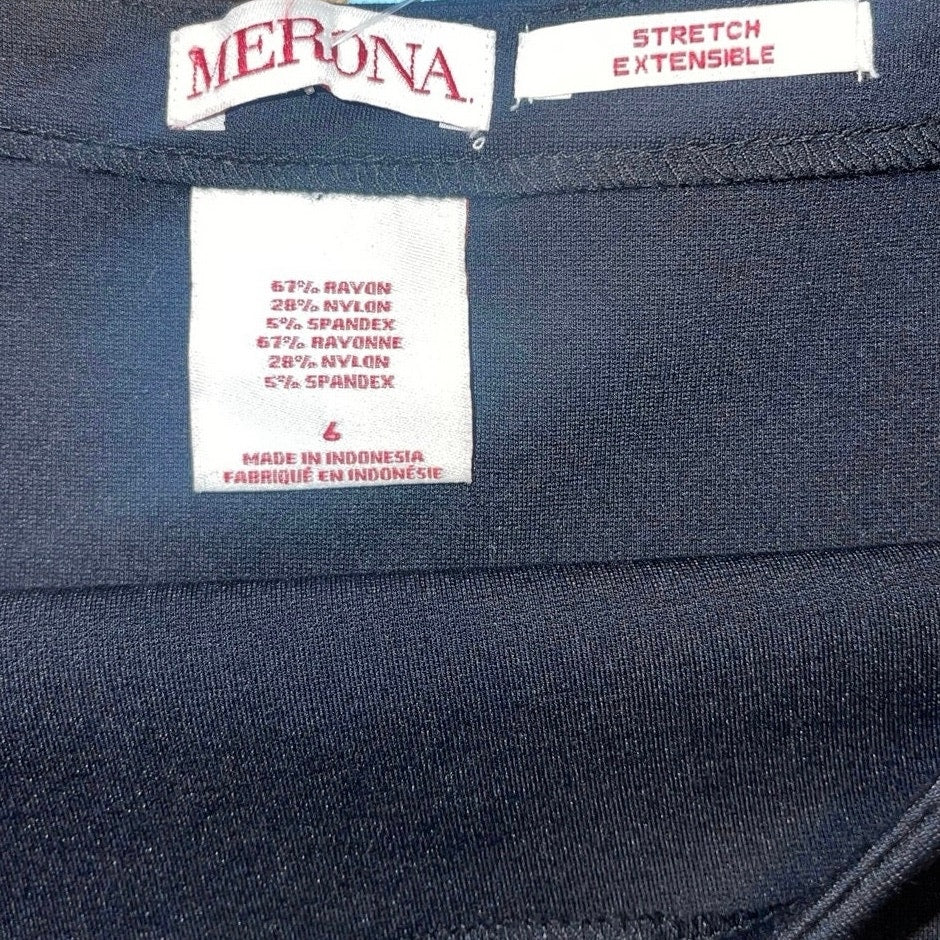 MERONA.
STRETCH
EXTENSIBLE
67% RAYON
28% NYLON
5% SPANDEX
67% RAYONNE
28% NYLON
5% SPANDEX
6
MADE IN INDONESIA
FABRIQUÉ EN INDONÉSIE